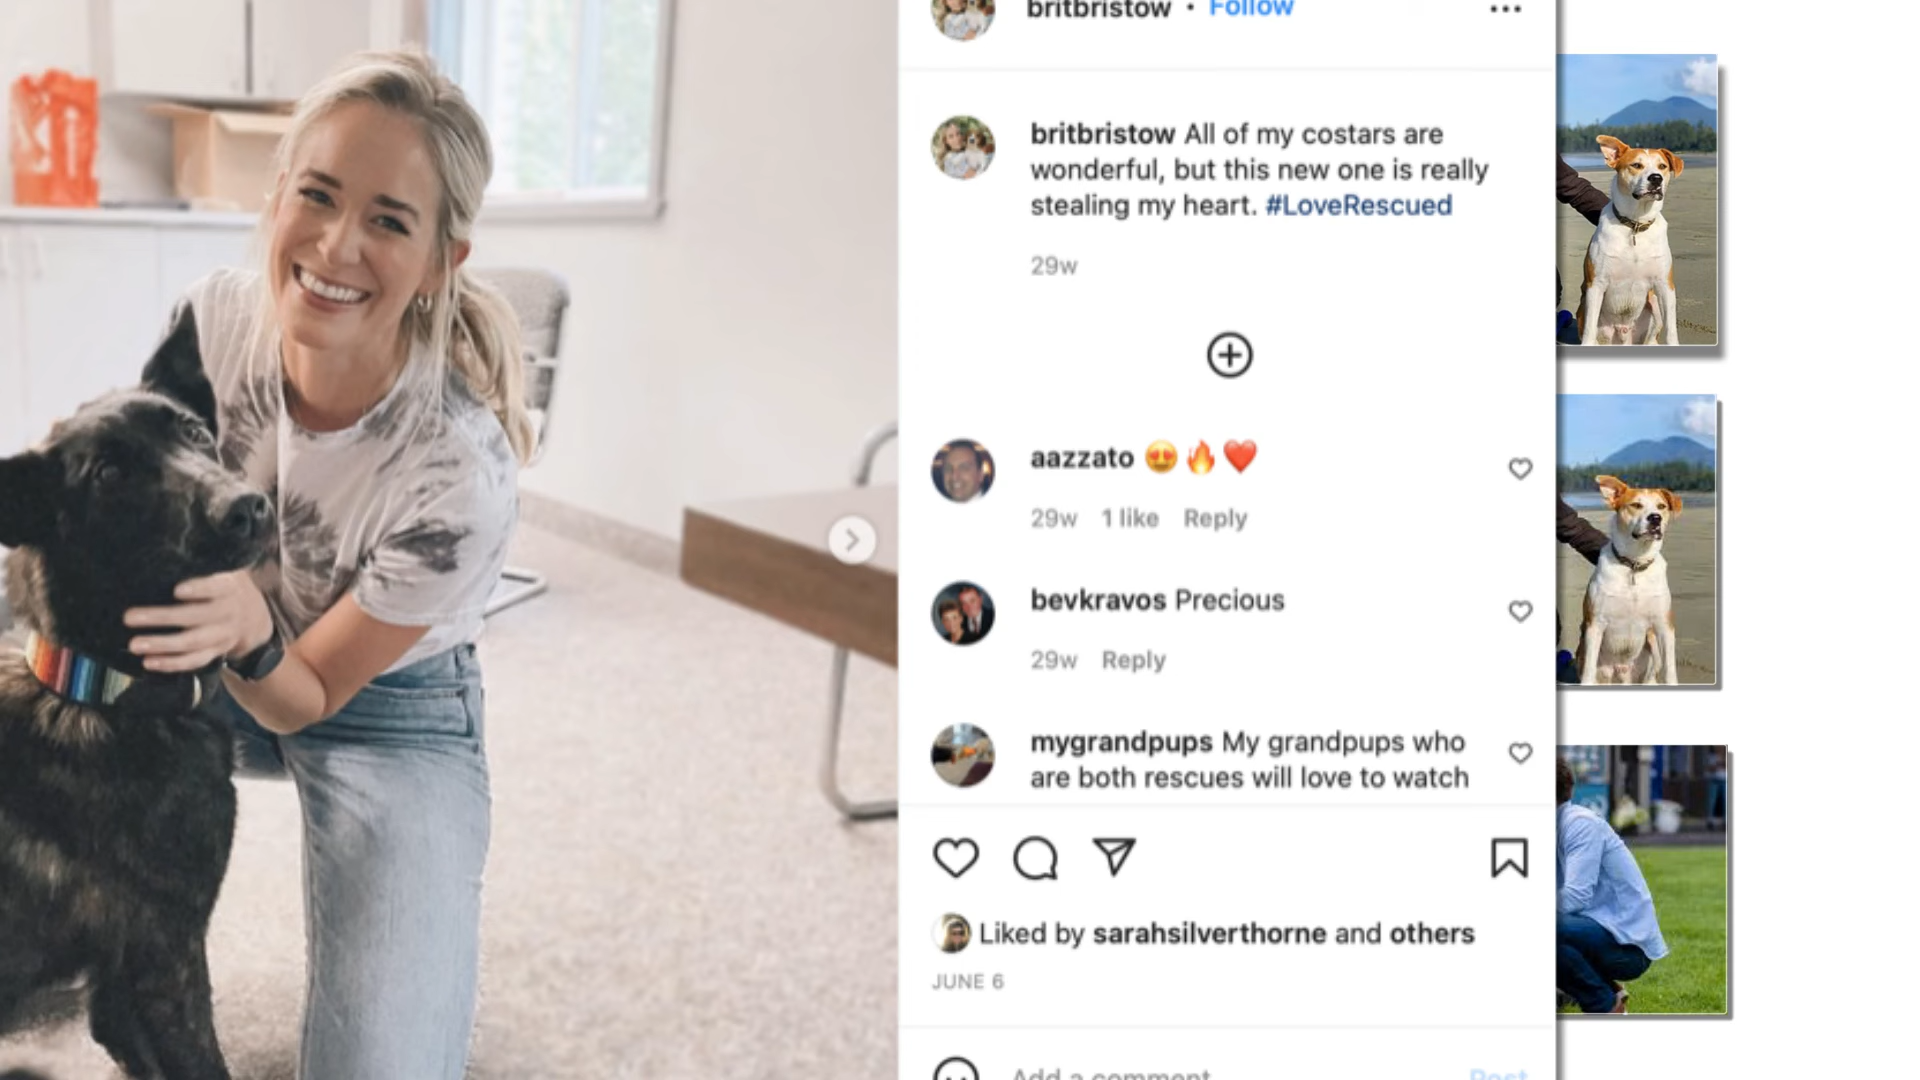 britbristow • Follow
britbristow All of my costars are
wonderful, but this new one is really
stealing my heart. #LoveRescued
29w
aazzato 😍🔥❤️
29w 1 like Reply
bevkravos Precious
29w Reply
mygrandpups My grandpups who
are both rescues will love to watch
Liked by sarahsilverthorne and others
JUNE 6
Add a comment
Post